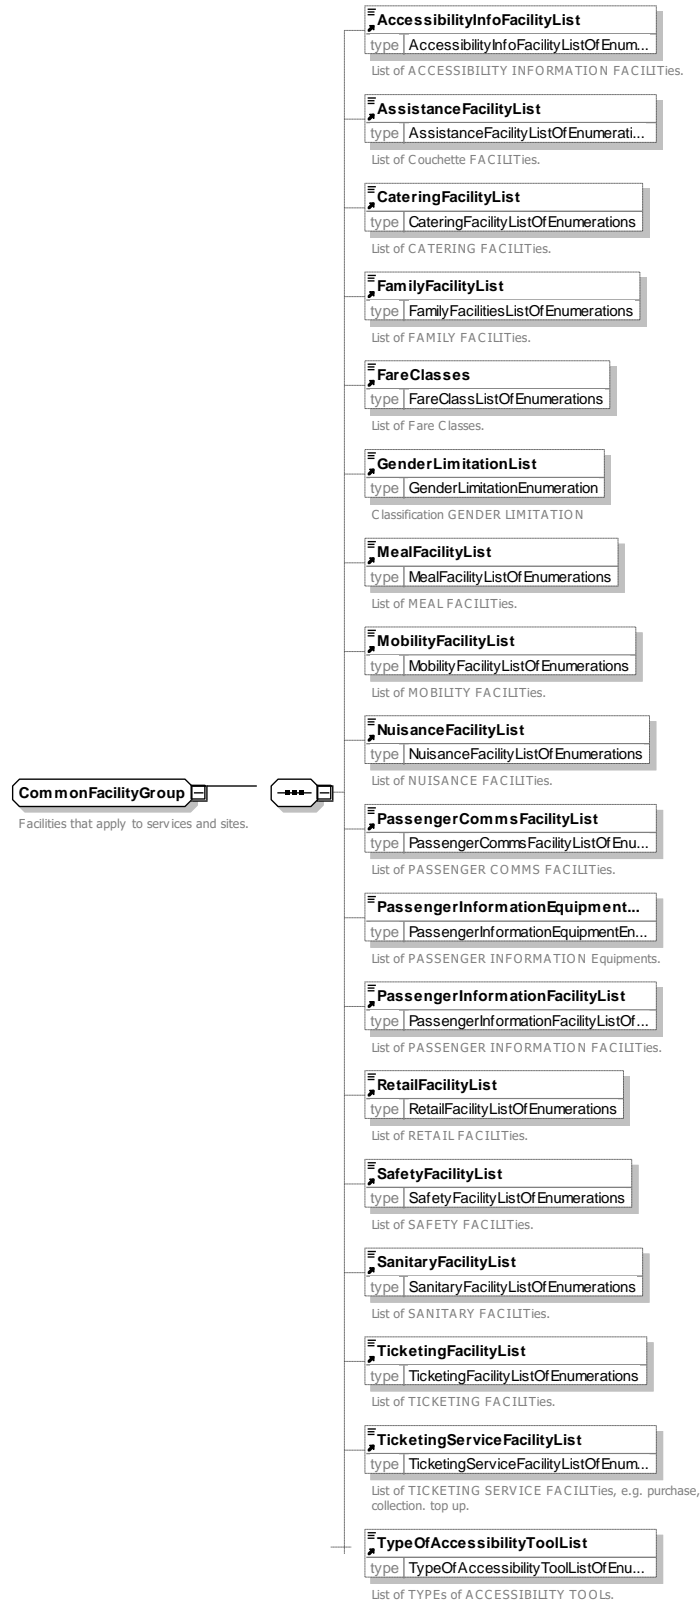 AccessibilityInfoFacilityList
type AccessibilityInfoFacilityListOfEnum...
List of ACCESSIBILITY INFORMATION FACILITies.
AssistanceFacilityList
type AssistanceFacilityListOfEnumerati...
List of Couchette FACILITies.
CateringFacilityList
type CateringFacilityListOfEnumerations
List of CATERING FACILITies.
FamilyFacilityList
type FamilyFacilitiesListOfEnumerations
List of FAMILY FACILITies.
FareClasses
type FareClassListOfEnumerations
List of Fare Classes.
GenderLimitationList
type GenderLimitationEnumeration
Classification GENDER LIMITATION
MealFacilityList
type MealFacilityListOfEnumerations
List of MEAL FACILITies.
MobilityFacilityList
type MobilityFacilityListOfEnumerations
List of MOBILITY FACILITies.
NuisanceFacilityList
type NuisanceFacilityListOfEnumerations
List of NUISANCE FACILITies.
CommonFacilityGroup
Facilities that apply to services and sites.
PassengerCommsFacilityList
type PassengerCommsFacilityListOfEnu...
List of PASSENGER COMMS FACILITies.
PassengerInformationEquipment...
type PassengerInformationEquipmentEn...
List of PASSENGER INFORMATION Equipments.
PassengerInformationFacilityList
type PassengerInformationFacilityListOf...
List of PASSENGER INFORMATION FACILITies.
RetailFacilityList
type RetailFacilityListOfEnumerations
List of RETAIL FACILITies.
SafetyFacilityList
type SafetyFacilityListOfEnumerations
List of SAFETY FACILITies.
SanitaryFacilityList
type SanitaryFacilityListOfEnumerations
List of SANITARY FACILITies.
TicketingFacilityList
type TicketingFacilityListOfEnumerations
List of TICKETING FACILITies.
TicketingServiceFacilityList
type TicketingServiceFacilityListOfEnum...
List of TICKETING SERVICE FACILITies, e.g. purchase,
collection. top up.
TypeOfAccessibilityToolList
type TypeOfAccessibilityToolListOfEnu...
List of TYPEs of ACCESSIBILITY TOOLs.